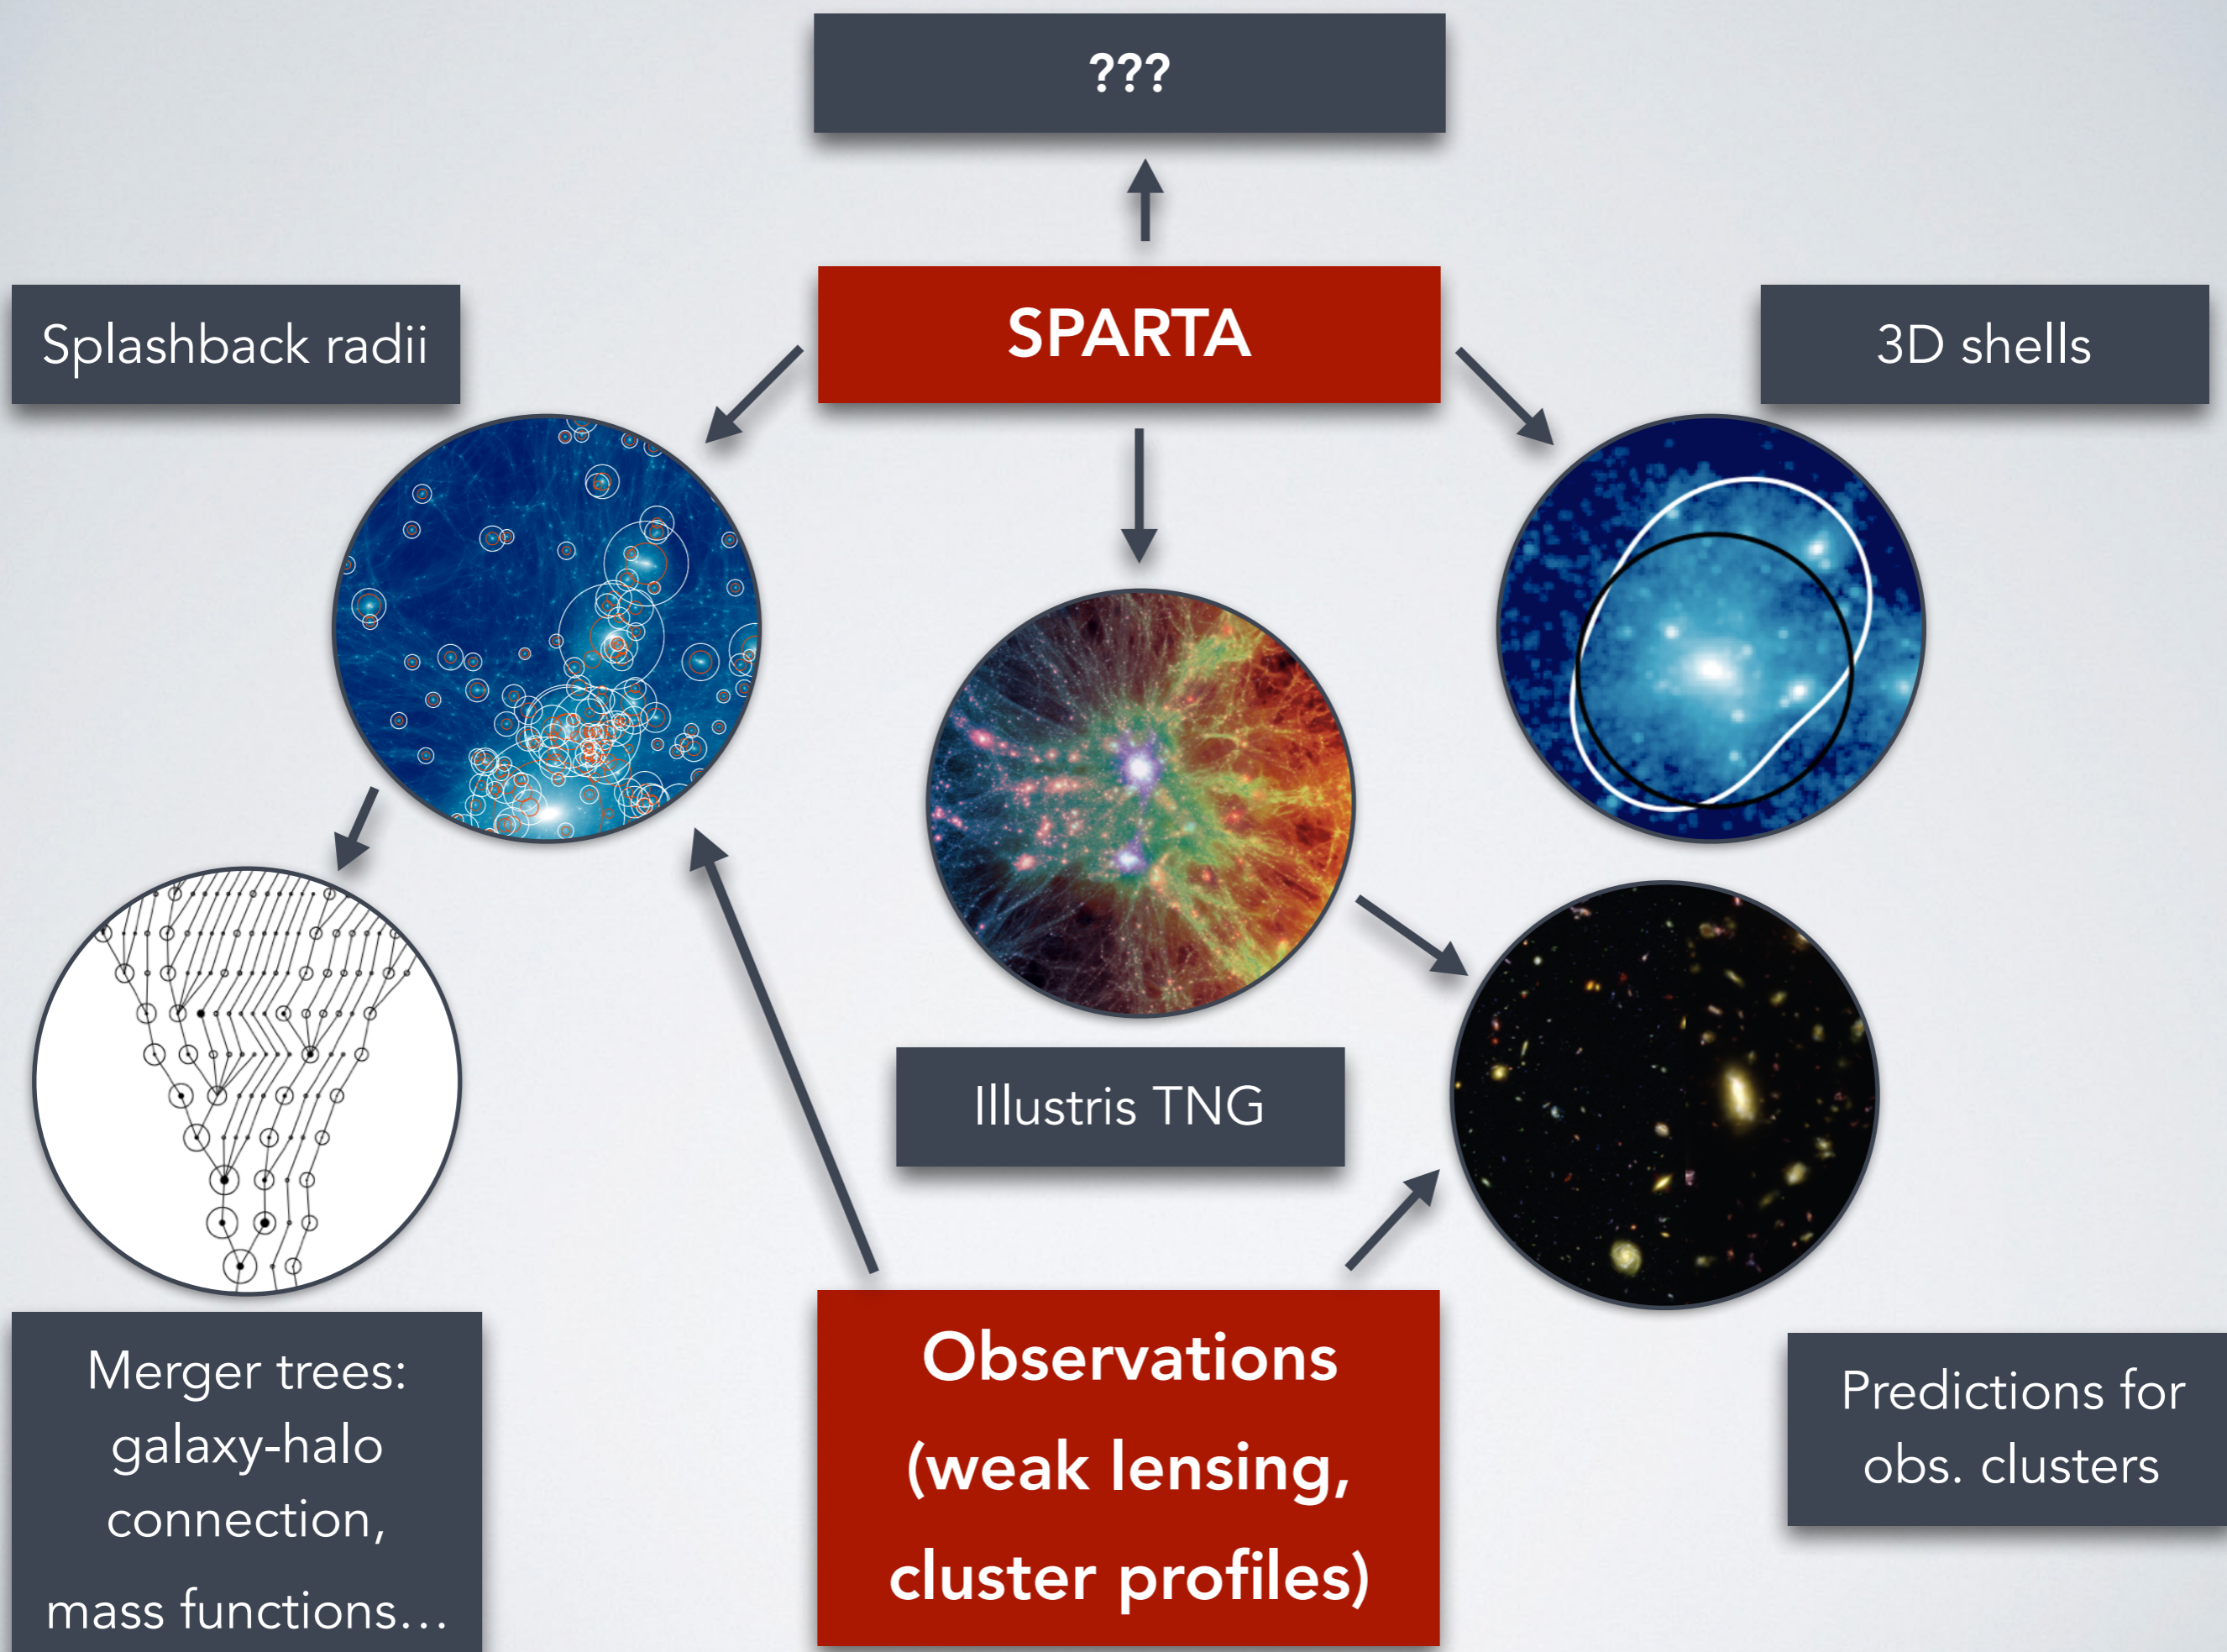 ???
SPARTA
Splashback radii
3D shells
Illustris TNG
Merger trees:
galaxy-halo
connection,
mass functions…
Observations
(weak lensing,
cluster profiles)
Predictions for
obs. clusters